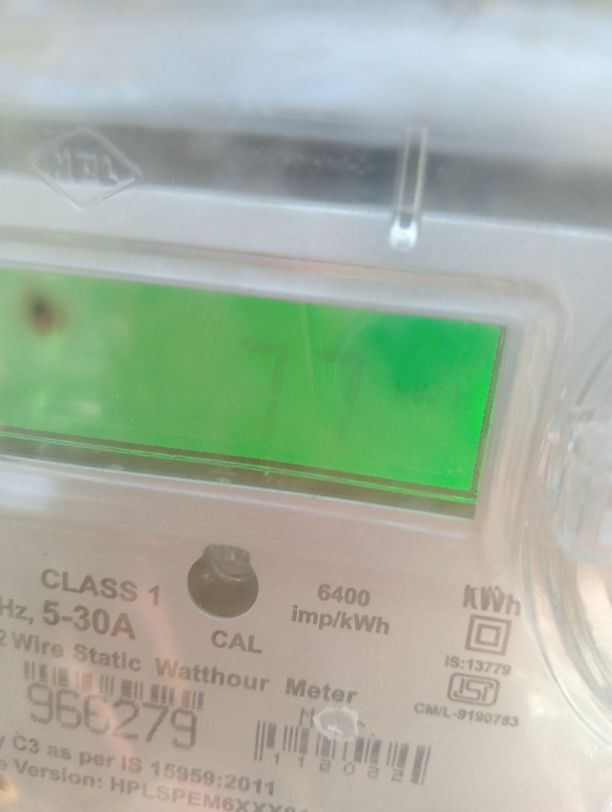 HPL
77
CLASS 1
6400
KWh
Hz, 5-30A
imp/kWh
CAL
2 Wire Static Watthour Meter
IS:13779
ISI
966279
CM/L-9190783
112022
y C3 as per IS 15959:2011
e Version: HPLSPEM6XXX